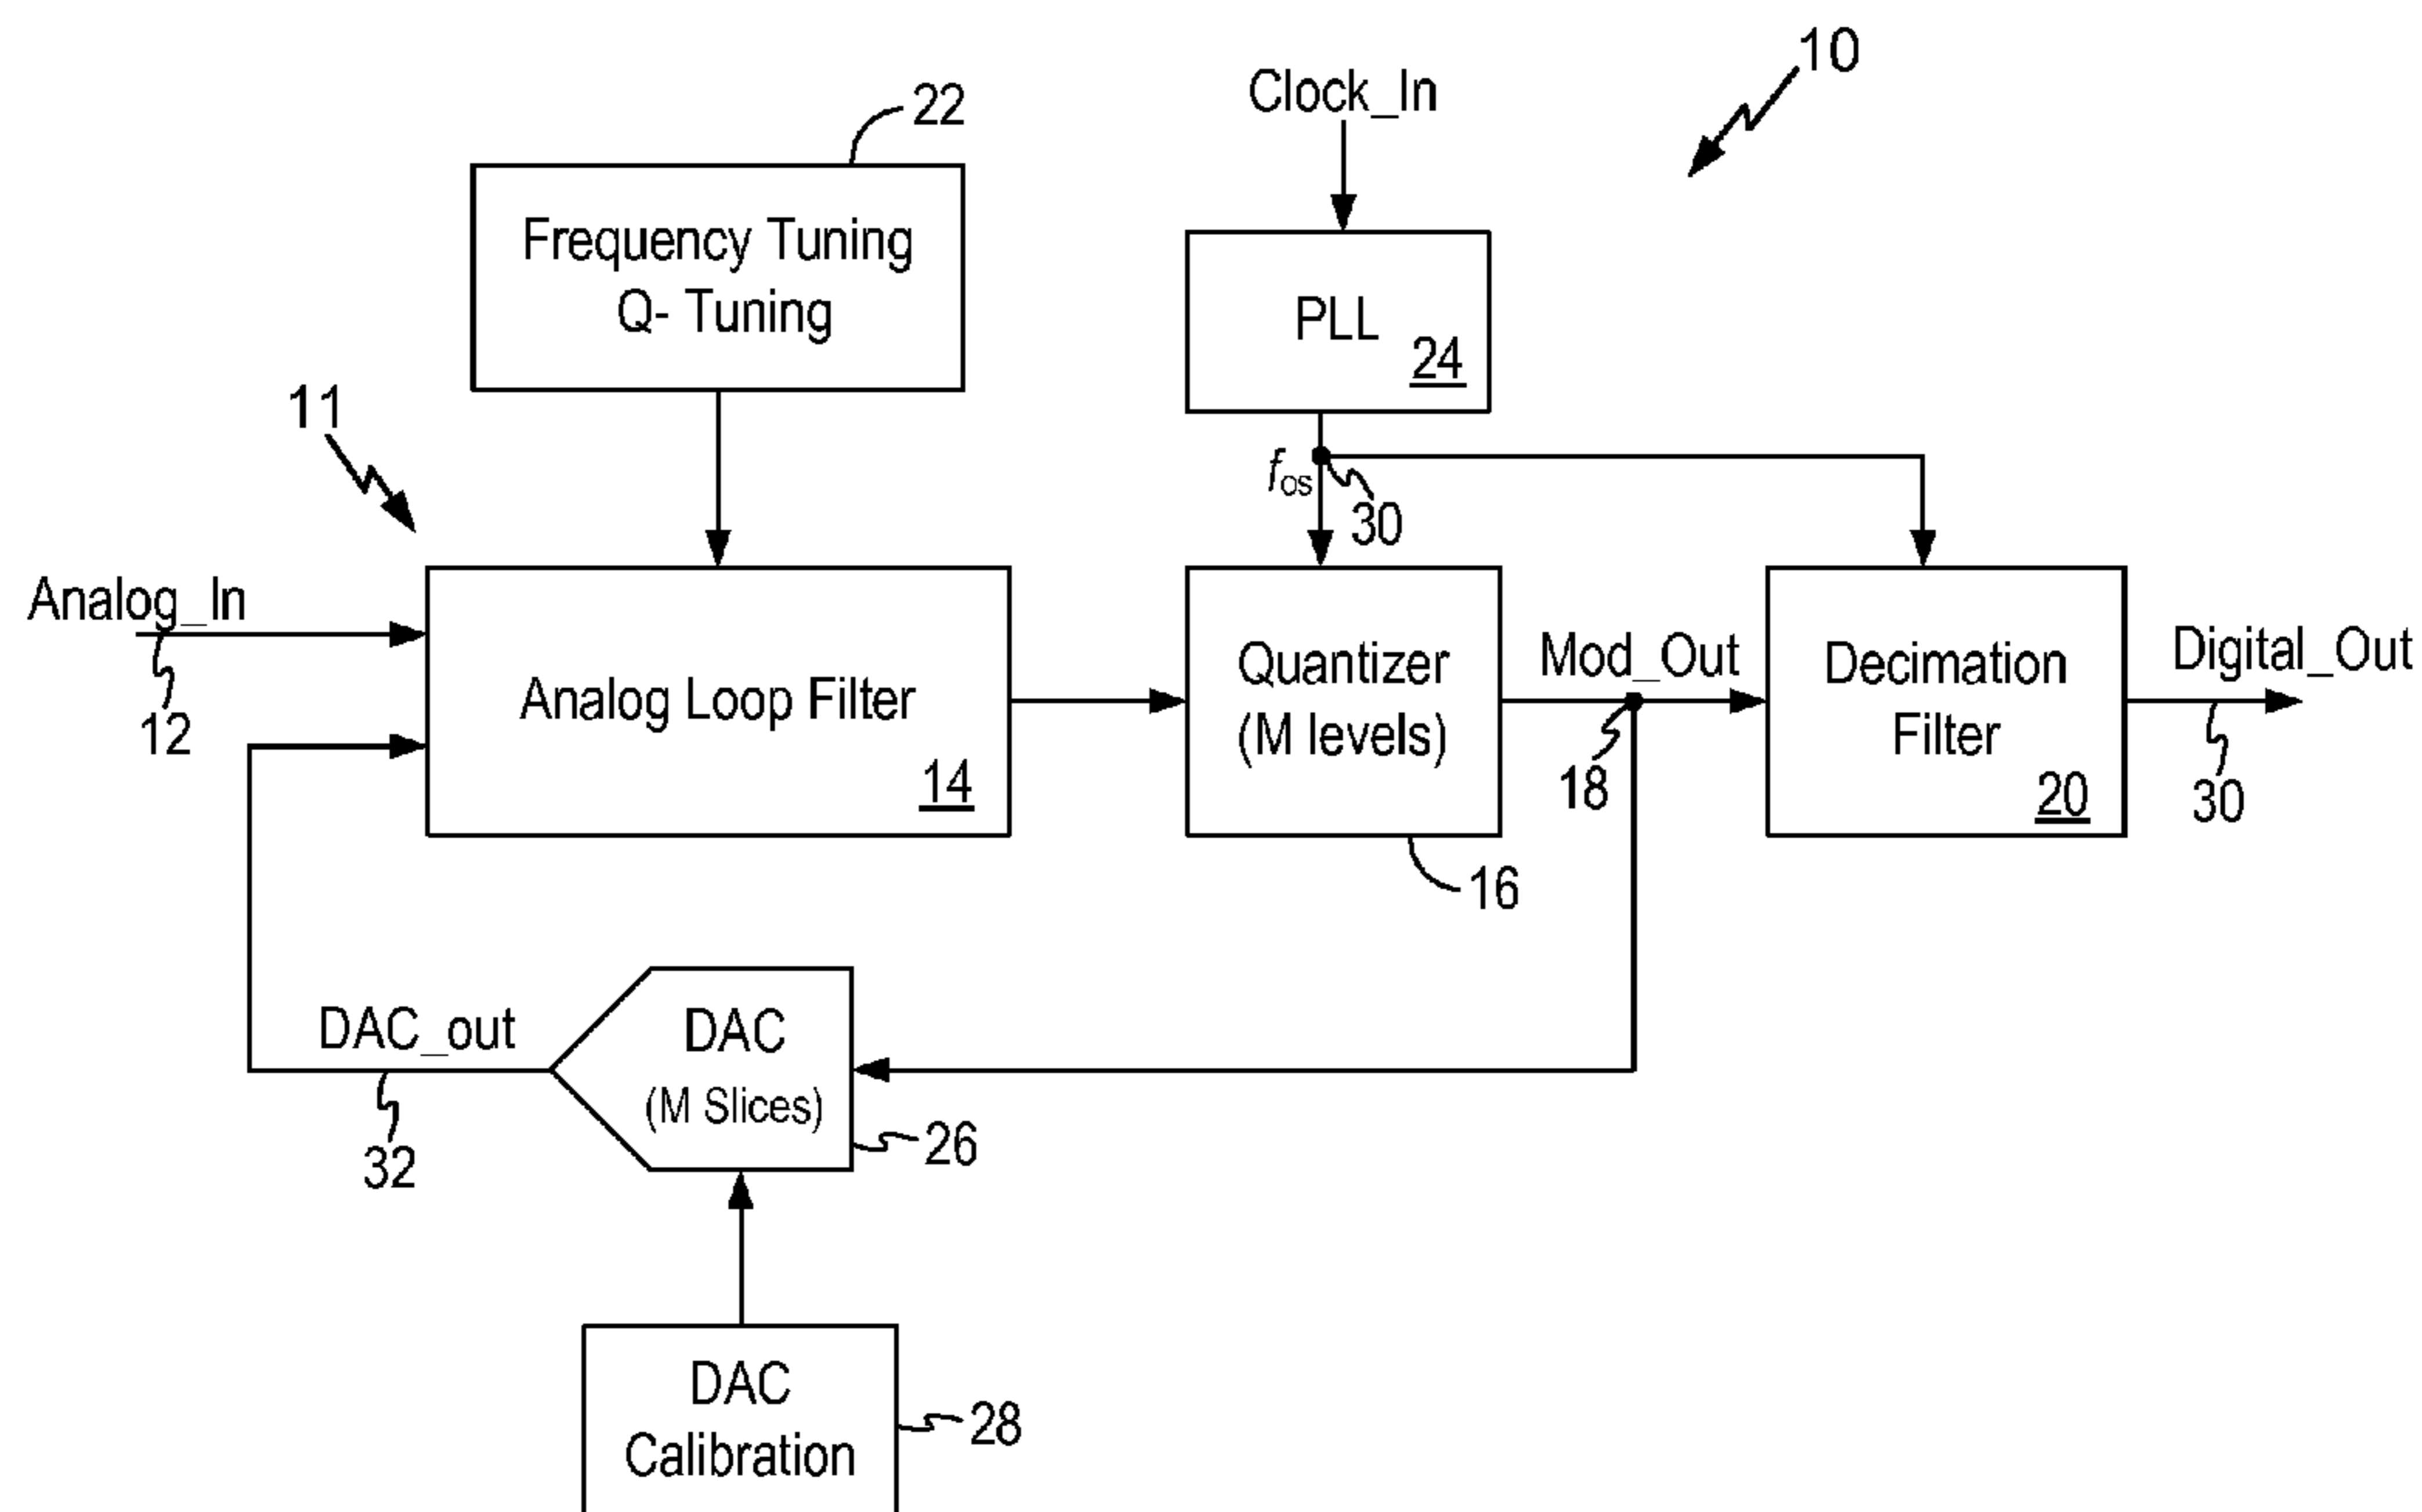 10
Clock_In
22
Frequency Tuning
Q- Tuning
PLL
24
11
fos
30
Analog_In
12
Analog Loop Filter
14
Quantizer
(M levels)
16
Mod_Out
18
Decimation
Filter
20
Digital_Out
30
DAC_out
32
DAC
(M Slices)
26
DAC
Calibration
28